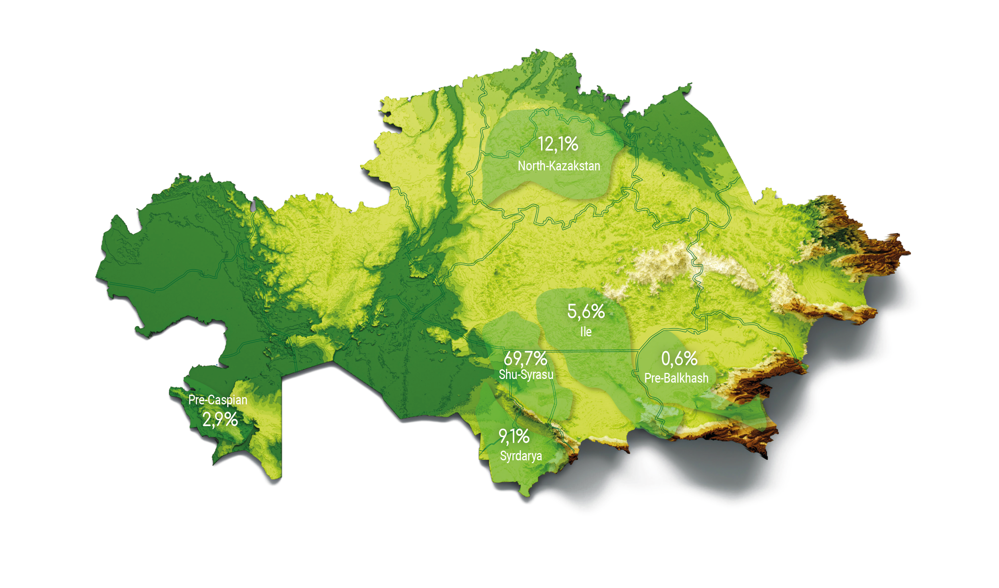 12,1%
North-Kazakstan
5,6%
Ile
69,7%
Shu-Syrasu
0,6%
Pre-Balkhash
Pre-Caspian
2,9%
9,1%
Syrdarya